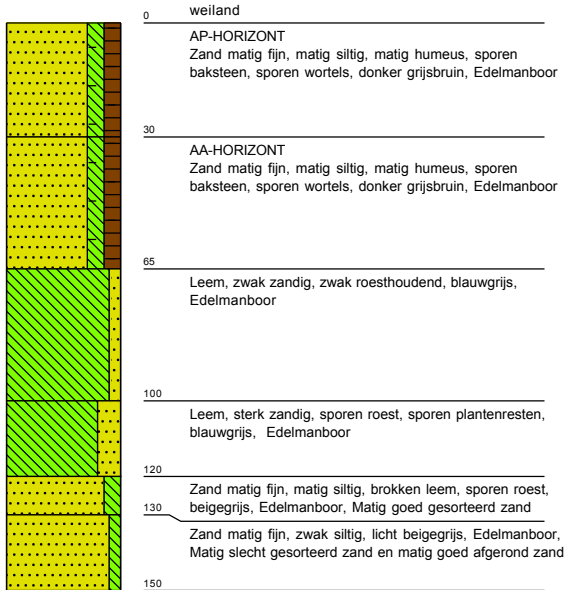 0 weiland
AP-HORIZONT
Zand matig fijn, matig siltig, matig humeus, sporen
baksteen, sporen wortels, donker grijsbruin, Edelmanboor
30
AA-HORIZONT
Zand matig fijn, matig siltig, matig humeus, sporen
baksteen, sporen wortels, donker grijsbruin, Edelmanboor
65
Leem, zwak zandig, zwak roesthoudend, blauwgrijs,
Edelmanboor
100
Leem, sterk zandig, sporen roest, sporen plantenresten,
blauwgrijs, Edelmanboor
120
Zand matig fijn, matig siltig, brokken leem, sporen roest,
beigegrijs, Edelmanboor, Matig goed gesorteerd zand
130
Zand matig fijn, zwak siltig, licht beigegrijs, Edelmanboor,
Matig slecht gesorteerd zand en matig goed afgerond zand
150